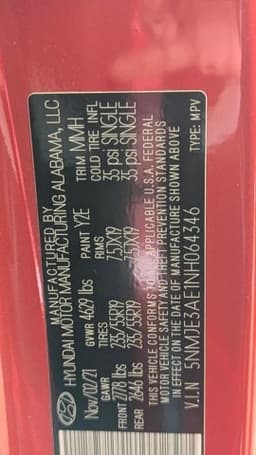 MANUFACTURED BY
HYUNDAI MOTOR MANUFACTURING ALABAMA, LLC
Nov/02/21 GVWR 4629 lbs PAINT Y2E TRIM MMH
GAWR TIRES RIMS COLD TIRE INFL
FRONT 2778 lbs 235/55R19 7.5JX19 35 psi SINGLE
REAR 2646 lbs 235/55R19 7.5JX19 35 psi SINGLE
THIS VEHICLE CONFORMS TO ALL APPLICABLE U.S.A. FEDERAL
MOTOR VEHICLE SAFETY AND THEFT PREVENTION STANDARDS
IN EFFECT ON THE DATE OF MANUFACTURE SHOWN ABOVE
V.I.N 5NMJE3AE1NH064346 TYPE: MPV